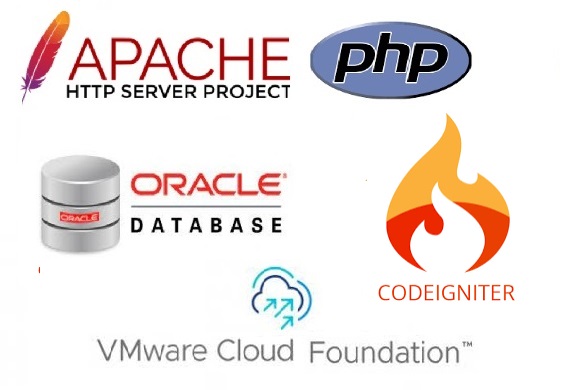 APACHE
HTTP SERVER PROJECT
php
ORACLE®
DATABASE
ORACLE
CODEIGNITER
VMware Cloud Foundation™